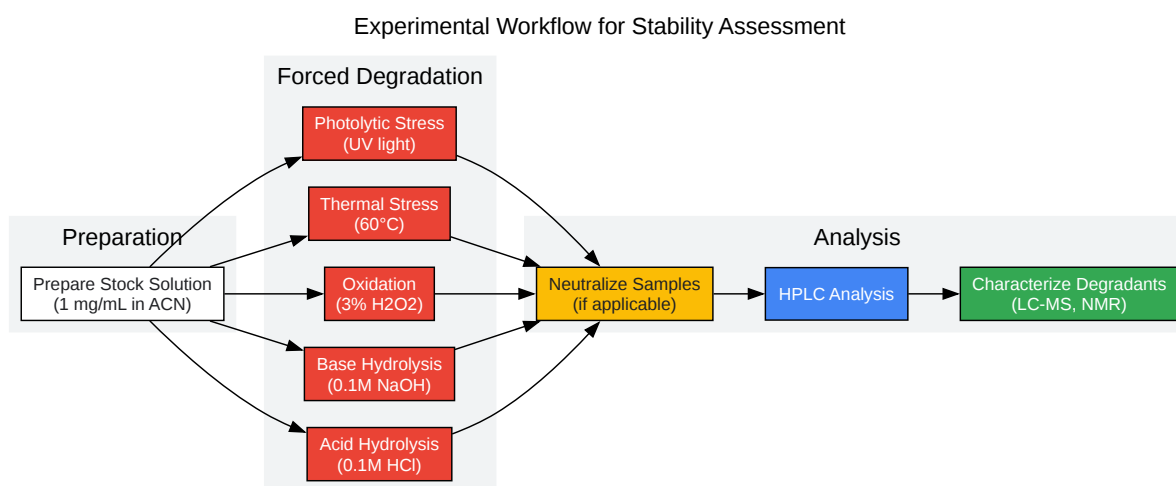 Experimental Workflow for Stability Assessment
Forced Degradation
Photolytic Stress
(UV light)
Thermal Stress
(60°C)
Preparation
Analysis
Prepare Stock Solution
(1 mg/mL in ACN)
Oxidation
(3% H2O2)
Neutralize Samples
(if applicable)
HPLC Analysis
Characterize Degradants
(LC-MS, NMR)
Base Hydrolysis
(0.1M NaOH)
Acid Hydrolysis
(0.1M HCl)